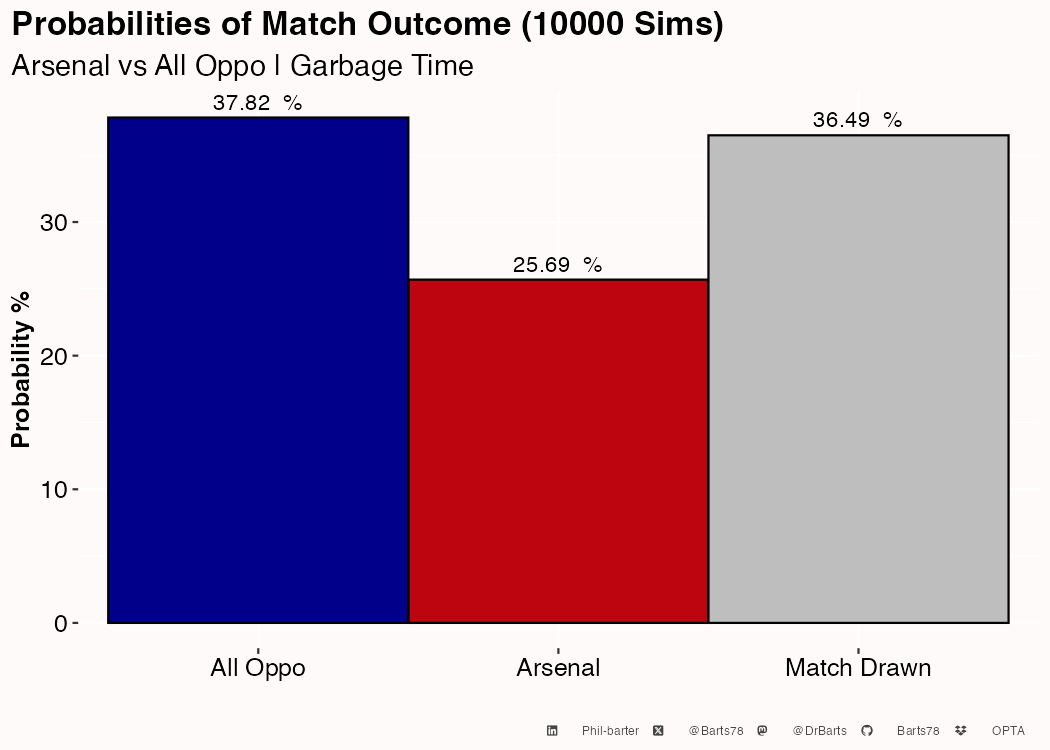 Probabilities of Match Outcome (10000 Sims)
Arsenal vs All Oppo | Garbage Time
37.82 %
36.49 %
25.69 %
Probability %
30
20
10
0
All Oppo
Arsenal
Match Drawn
Phil-barter @Barts78 @DrBarts Barts78 OPTA